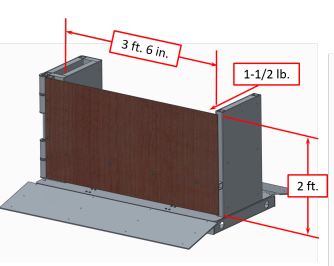 3 ft. 6 in.
1-1/2 lb.
2 ft.